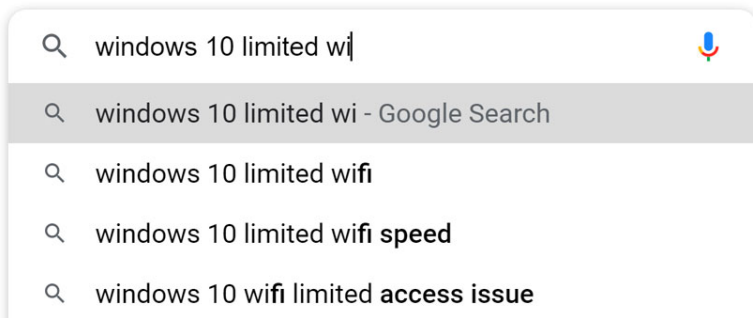 windows 10 limited wi
windows 10 limited wi - Google Search
windows 10 limited wifi
windows 10 limited wifi speed
windows 10 wifi limited access issue